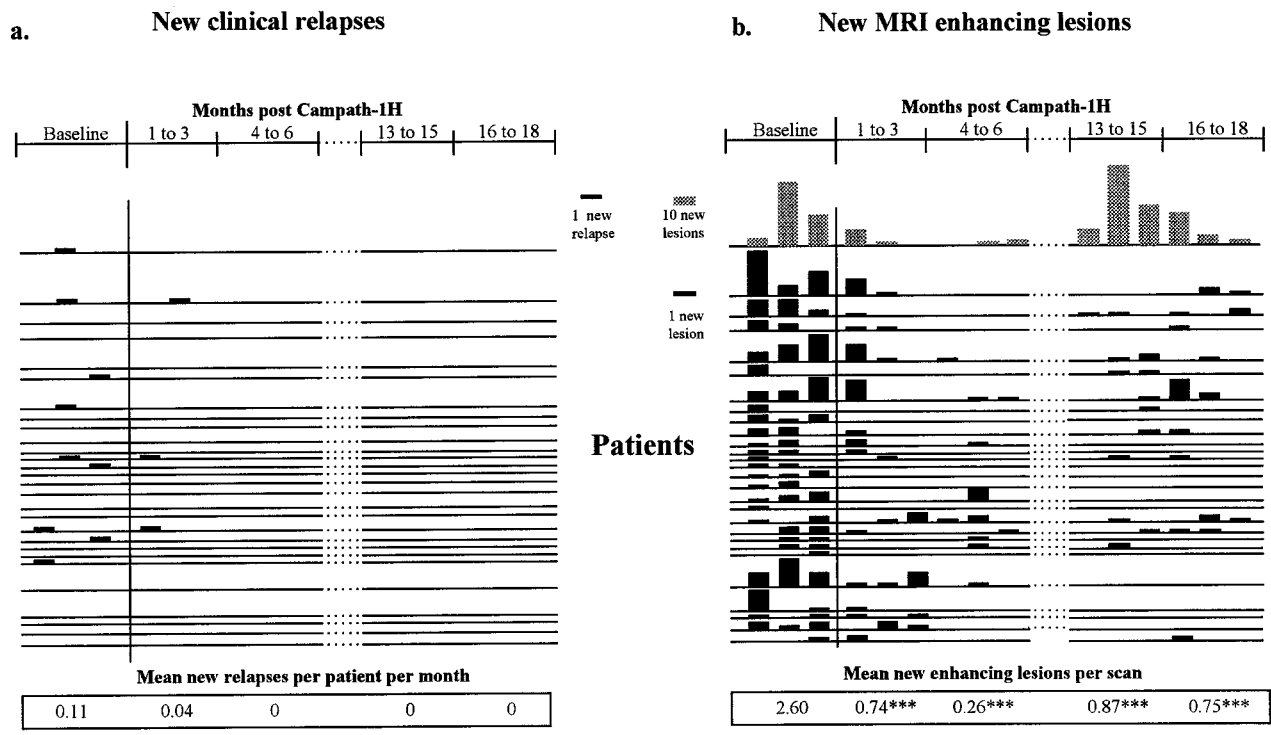 a.
New clinical relapses
Months post Campath-1H
Baseline 1 to 3 4 to 6 13 to 15 16 to 18
1 new
relapse
Mean new relapses per patient per month
0.11 0.04 0 0 0
Patients
b.
New MRI enhancing lesions
Months post Campath-1H
Baseline 1 to 3 4 to 6 13 to 15 16 to 18
10 new
lesions
1 new
lesion
Mean new enhancing lesions per scan
2.60 0.74*** 0.26*** 0.87*** 0.75***